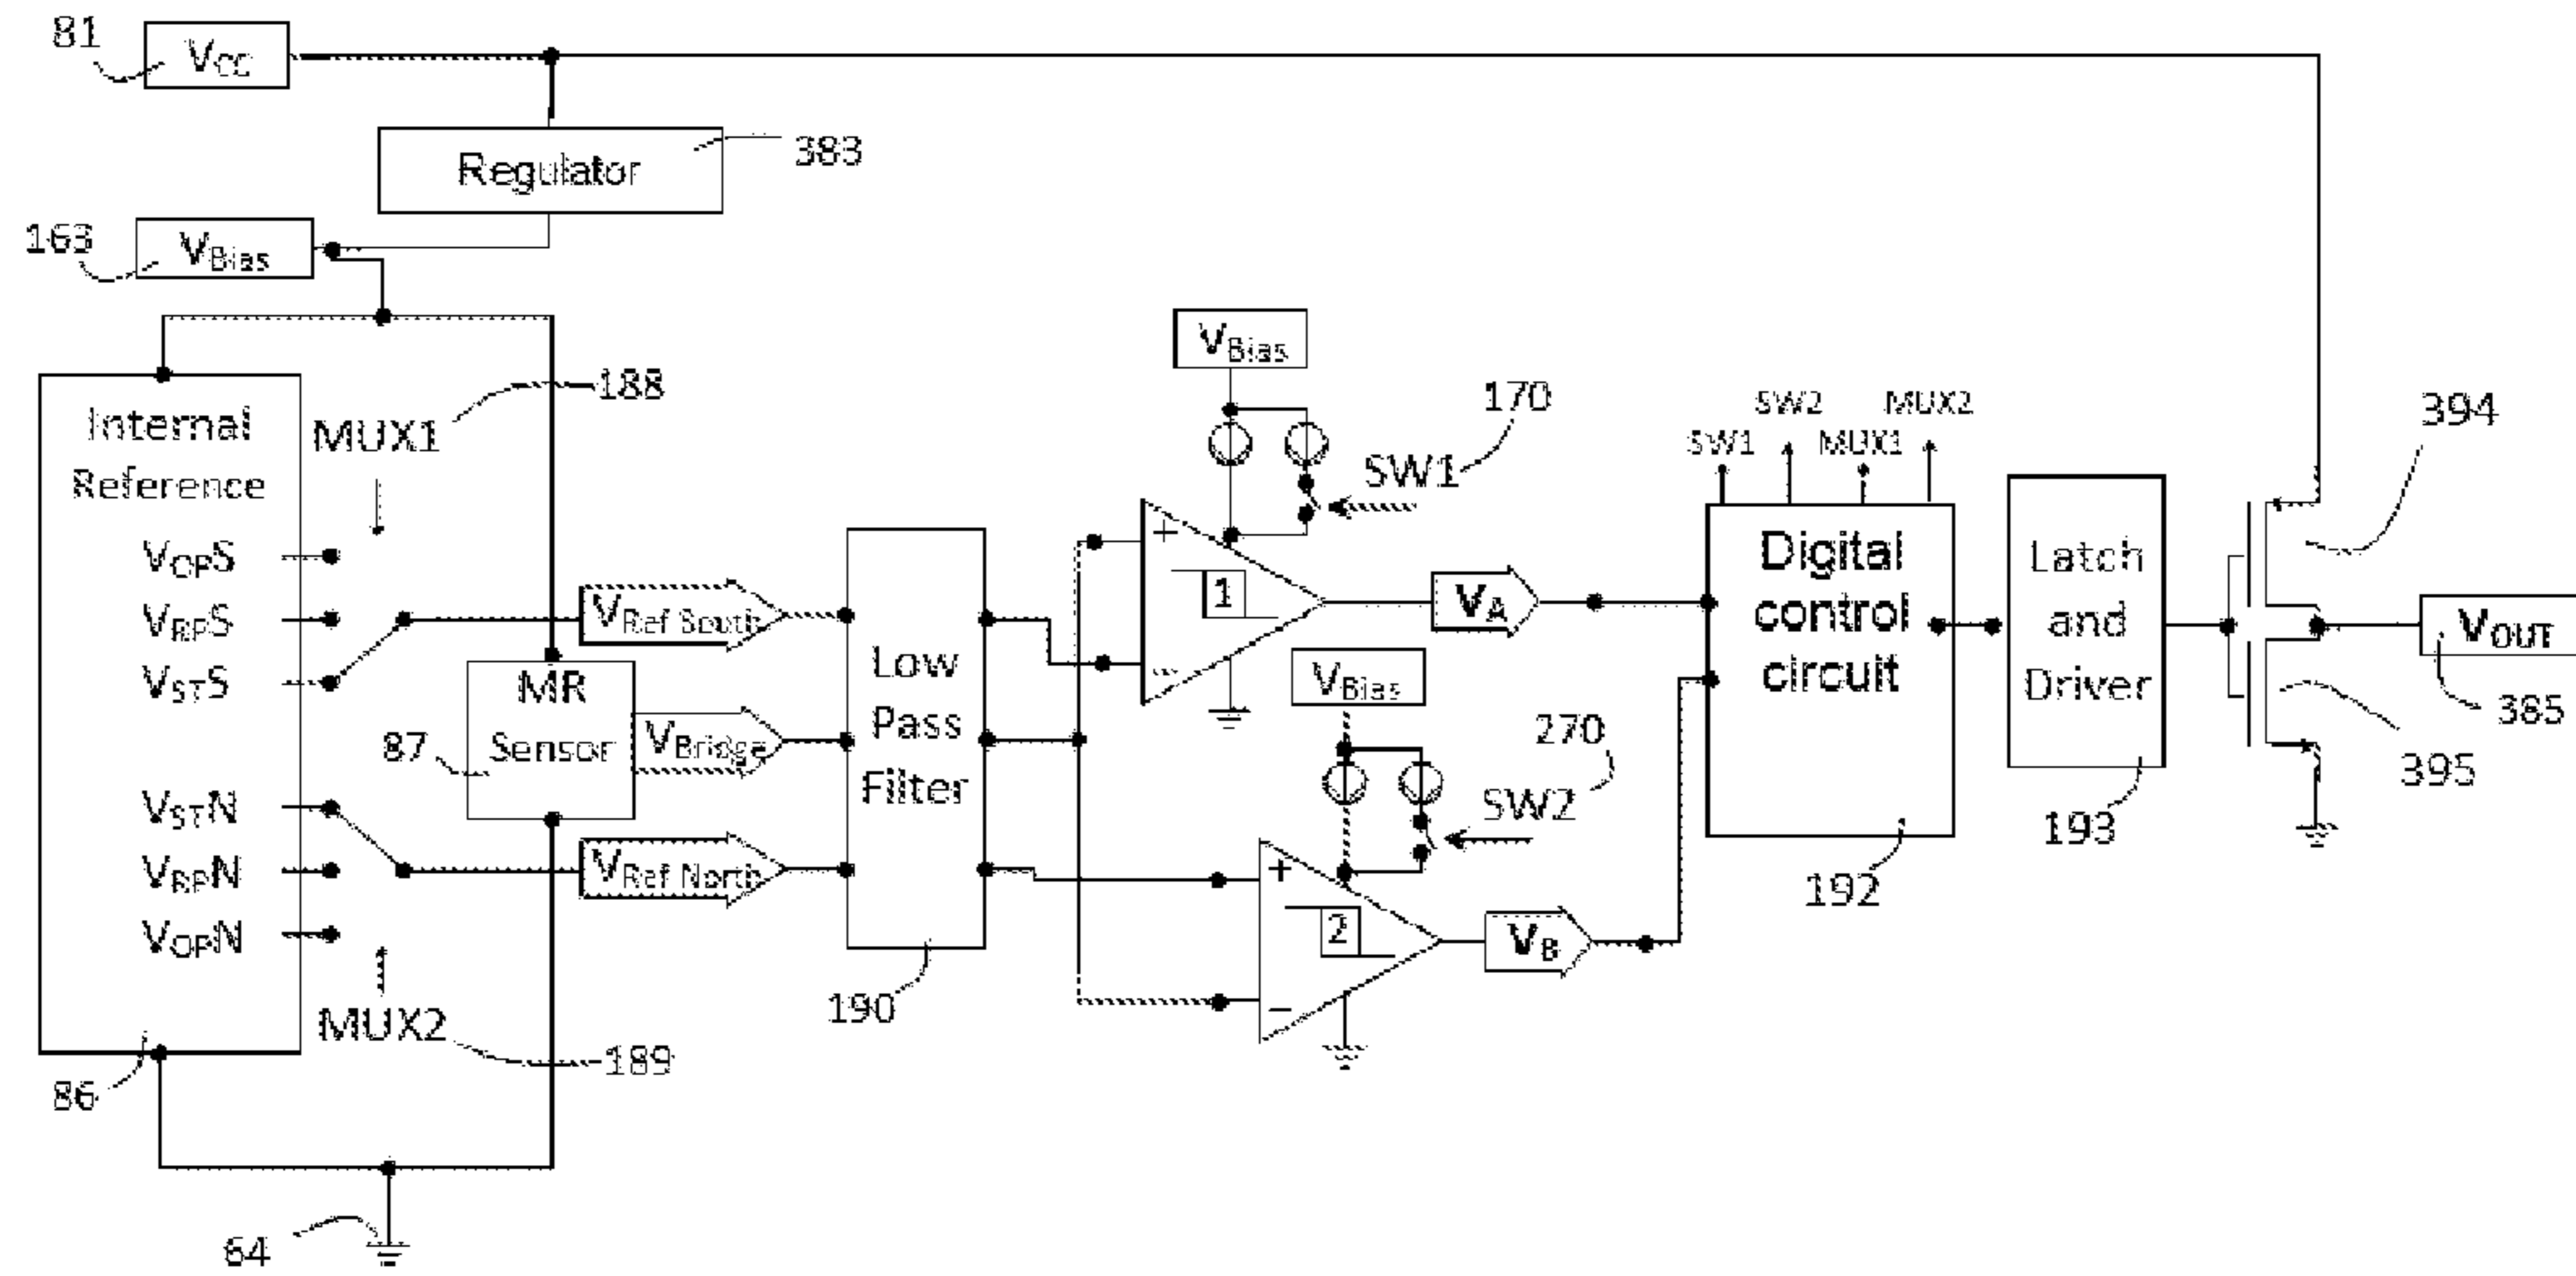 81
VCC
Regulator
383
163
VBias
Internal
Reference
MUX1
188
VOPS
VRPS
VSTS
VSTN
VRPN
VOPN
MUX2
189
86
64
MR
Sensor
87
VRef South
VBridge
VRef North
Low
Pass
Filter
190
VBias
SW1
170
+
−
1
VA
VBias
SW2
270
+
−
2
VB
SW1
SW2
MUX1
MUX2
Digital
control
circuit
192
Latch
and
Driver
193
394
395
VOUT
385